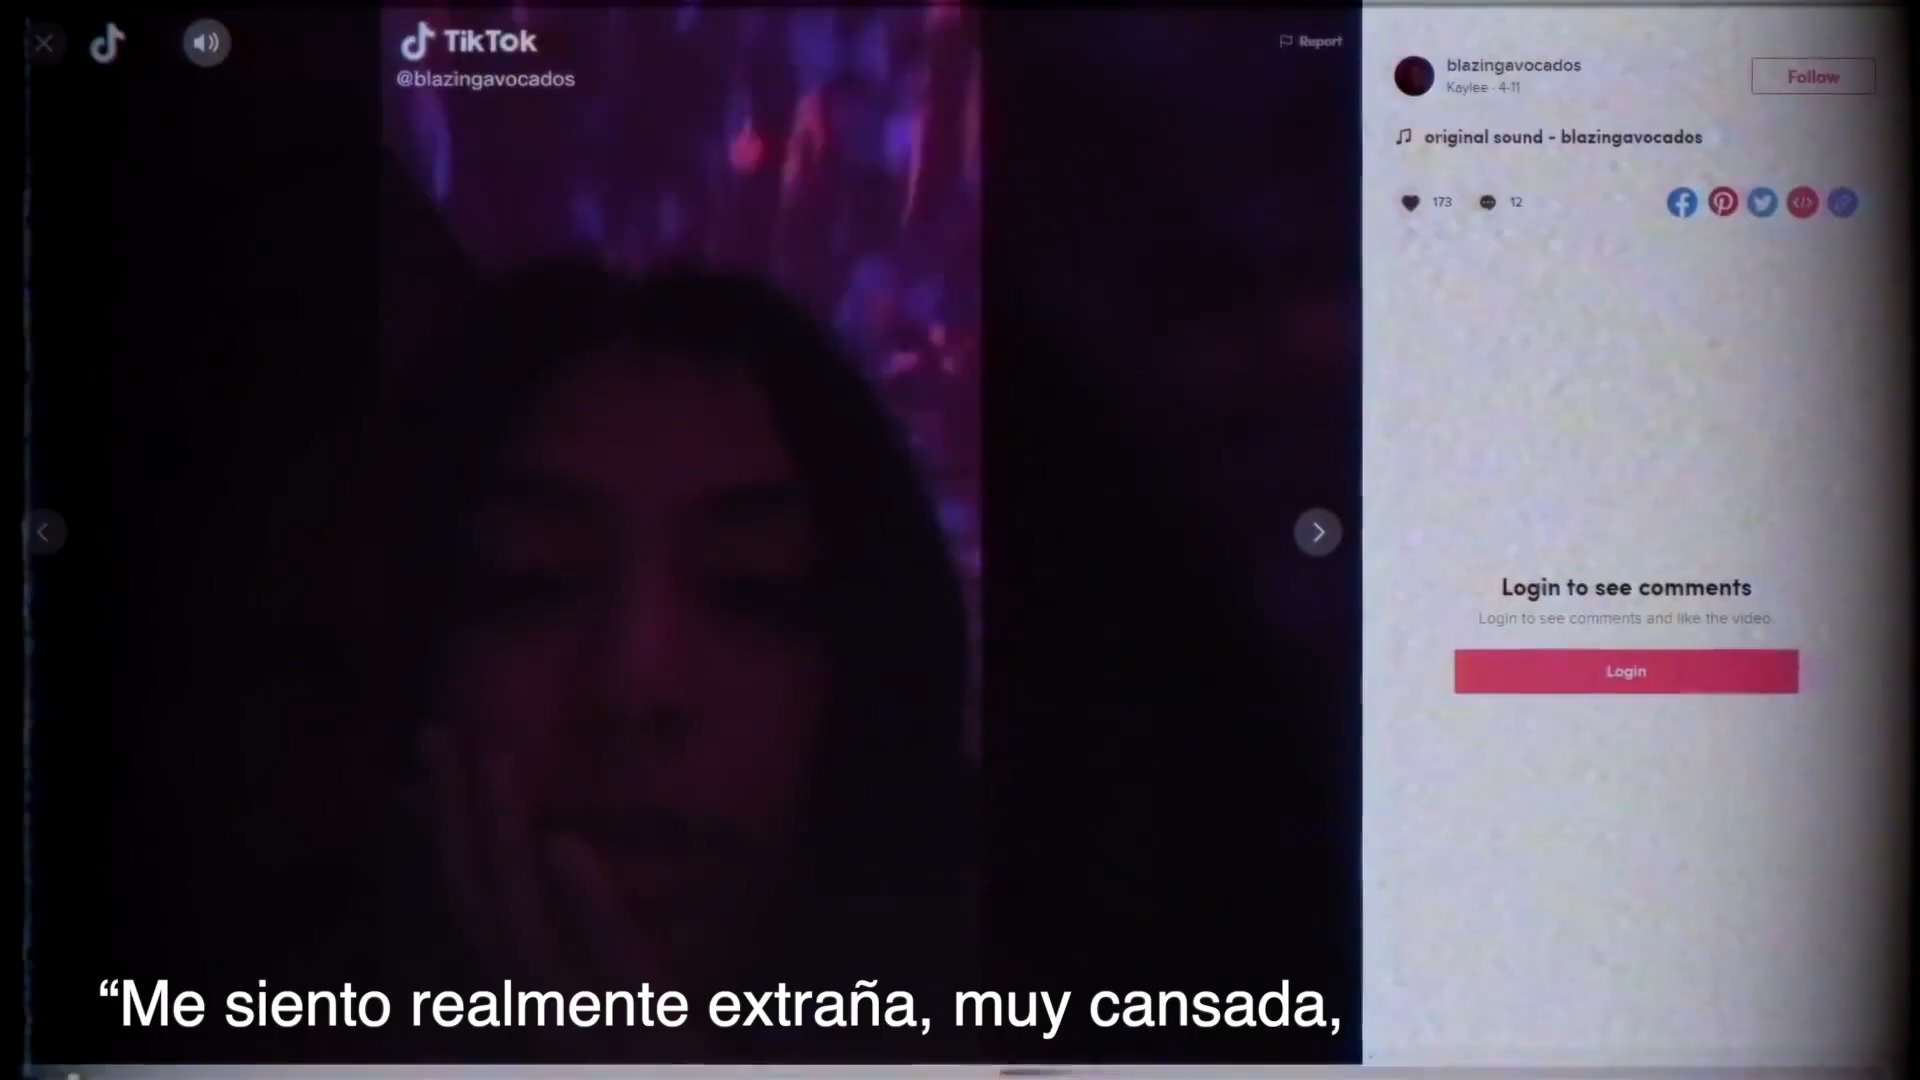 TikTok
@blazingavocados
Report
blazingavocados
Kaylee · 4-11
Follow
original sound - blazingavocados
173
12
Login to see comments
Login to see comments and like the video.
Login
“Me siento realmente extraña, muy cansada,